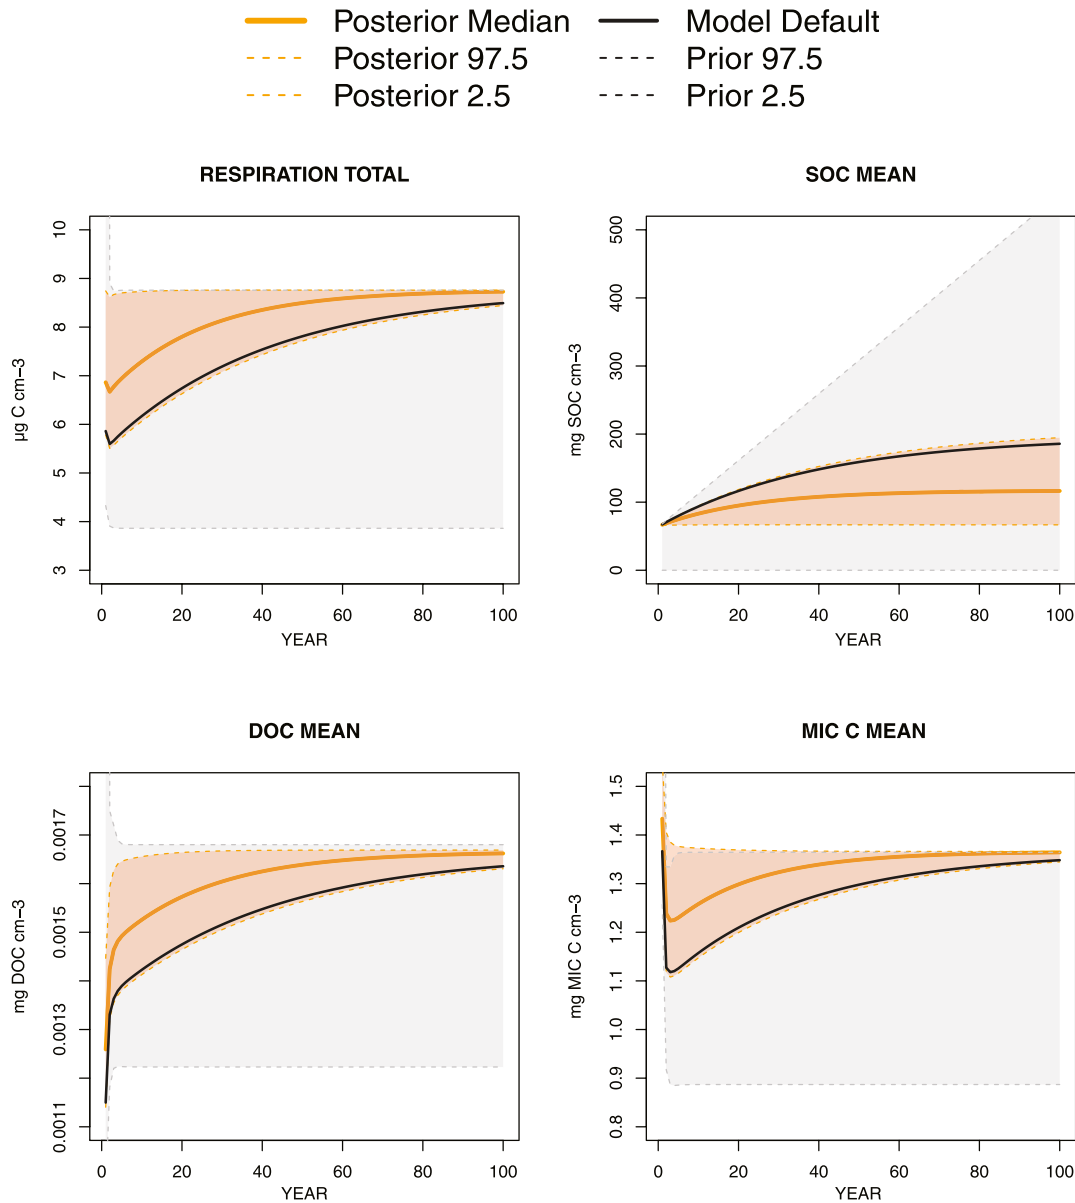 Posterior Median Model Default
Posterior 97.5 Prior 97.5
Posterior 2.5 Prior 2.5
RESPIRATION TOTAL
µg C cm−3
10
9
8
7
6
5
4
3
0 20 40 60 80 100
YEAR
SOC MEAN
mg SOC cm−3
500
400
300
200
100
0
0 20 40 60 80 100
YEAR
DOC MEAN
mg DOC cm−3
0.0017
0.0015
0.0013
0.0011
0 20 40 60 80 100
YEAR
MIC C MEAN
mg MIC C cm−3
1.5
1.4
1.3
1.2
1.1
1.0
0.9
0.8
0 20 40 60 80 100
YEAR